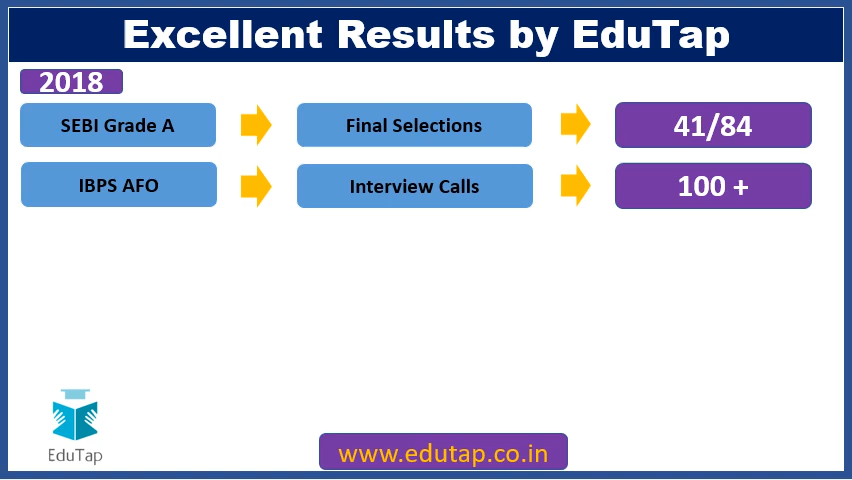 Excellent Results by EduTap
2018
SEBI Grade A
Final Selections
41/84
IBPS AFO
Interview Calls
100 +
EduTap
www.edutap.co.in